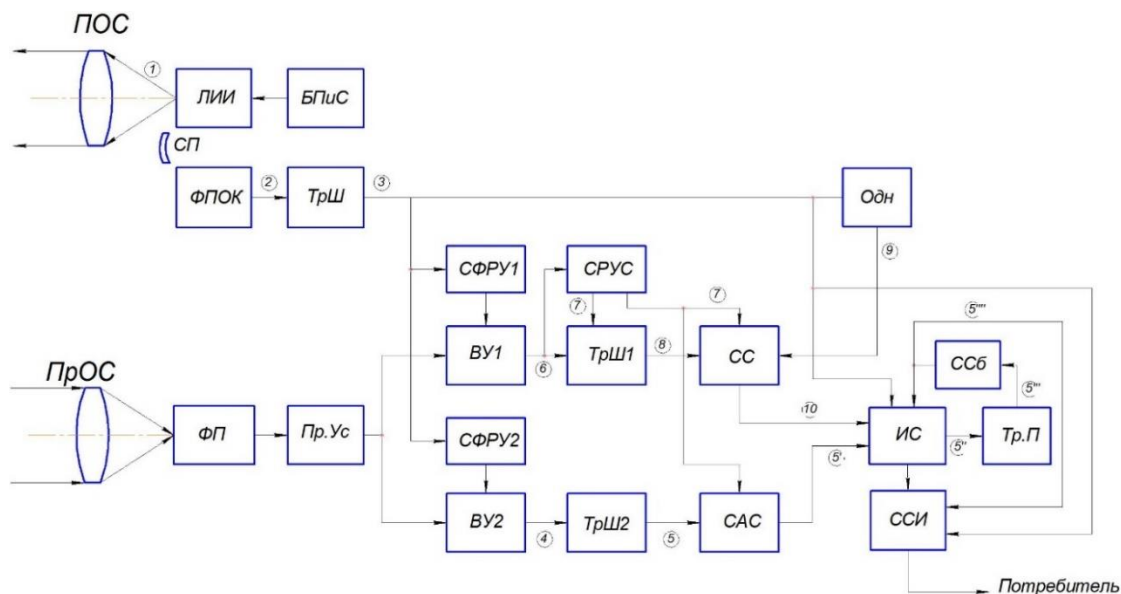 ПОС
1
ЛИИ
БПиС
СП
ФПОК
2
ТрШ
3
Одн
9
СФРУ1
СРУС
7
7
5''''
ВУ1
6
ТрШ1
8
СС
ССб
ПрОС
10
5'''
ФП
Пр.Ус
СФРУ2
ИС
5''
Тр.П
5'
ВУ2
4
ТрШ2
5
САС
ССИ
Потребитель